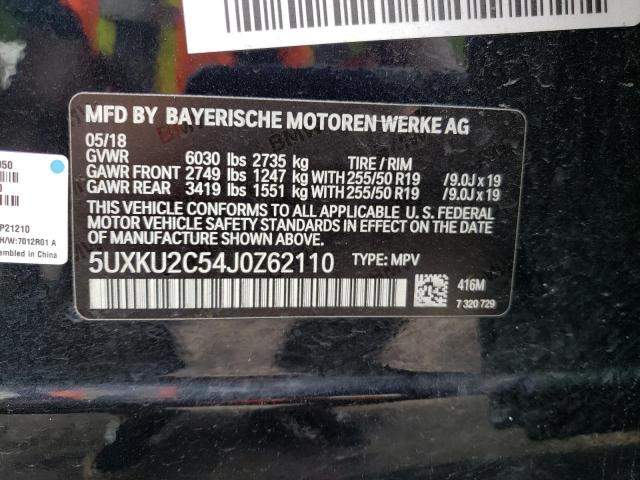 MFD BY BAYERISCHE MOTOREN WERKE AG
05/18
GVWR 6030 lbs 2735 kg TIRE / RIM
GAWR FRONT 2749 lbs 1247 kg WITH 255/50 R19 /9.0J x 19
GAWR REAR 3419 lbs 1551 kg WITH 255/50 R19 /9.0J x 19
THIS VEHICLE CONFORMS TO ALL APPLICABLE U. S. FEDERAL
MOTOR VEHICLE SAFETY STANDARDS IN EFFECT ON THE DATE
OF MANUFACTURE SHOWN ABOVE.
5UXKU2C54J0Z62110 TYPE: MPV
416M
7 320 729
P21210
H/W:7012R01 A
mbled in China